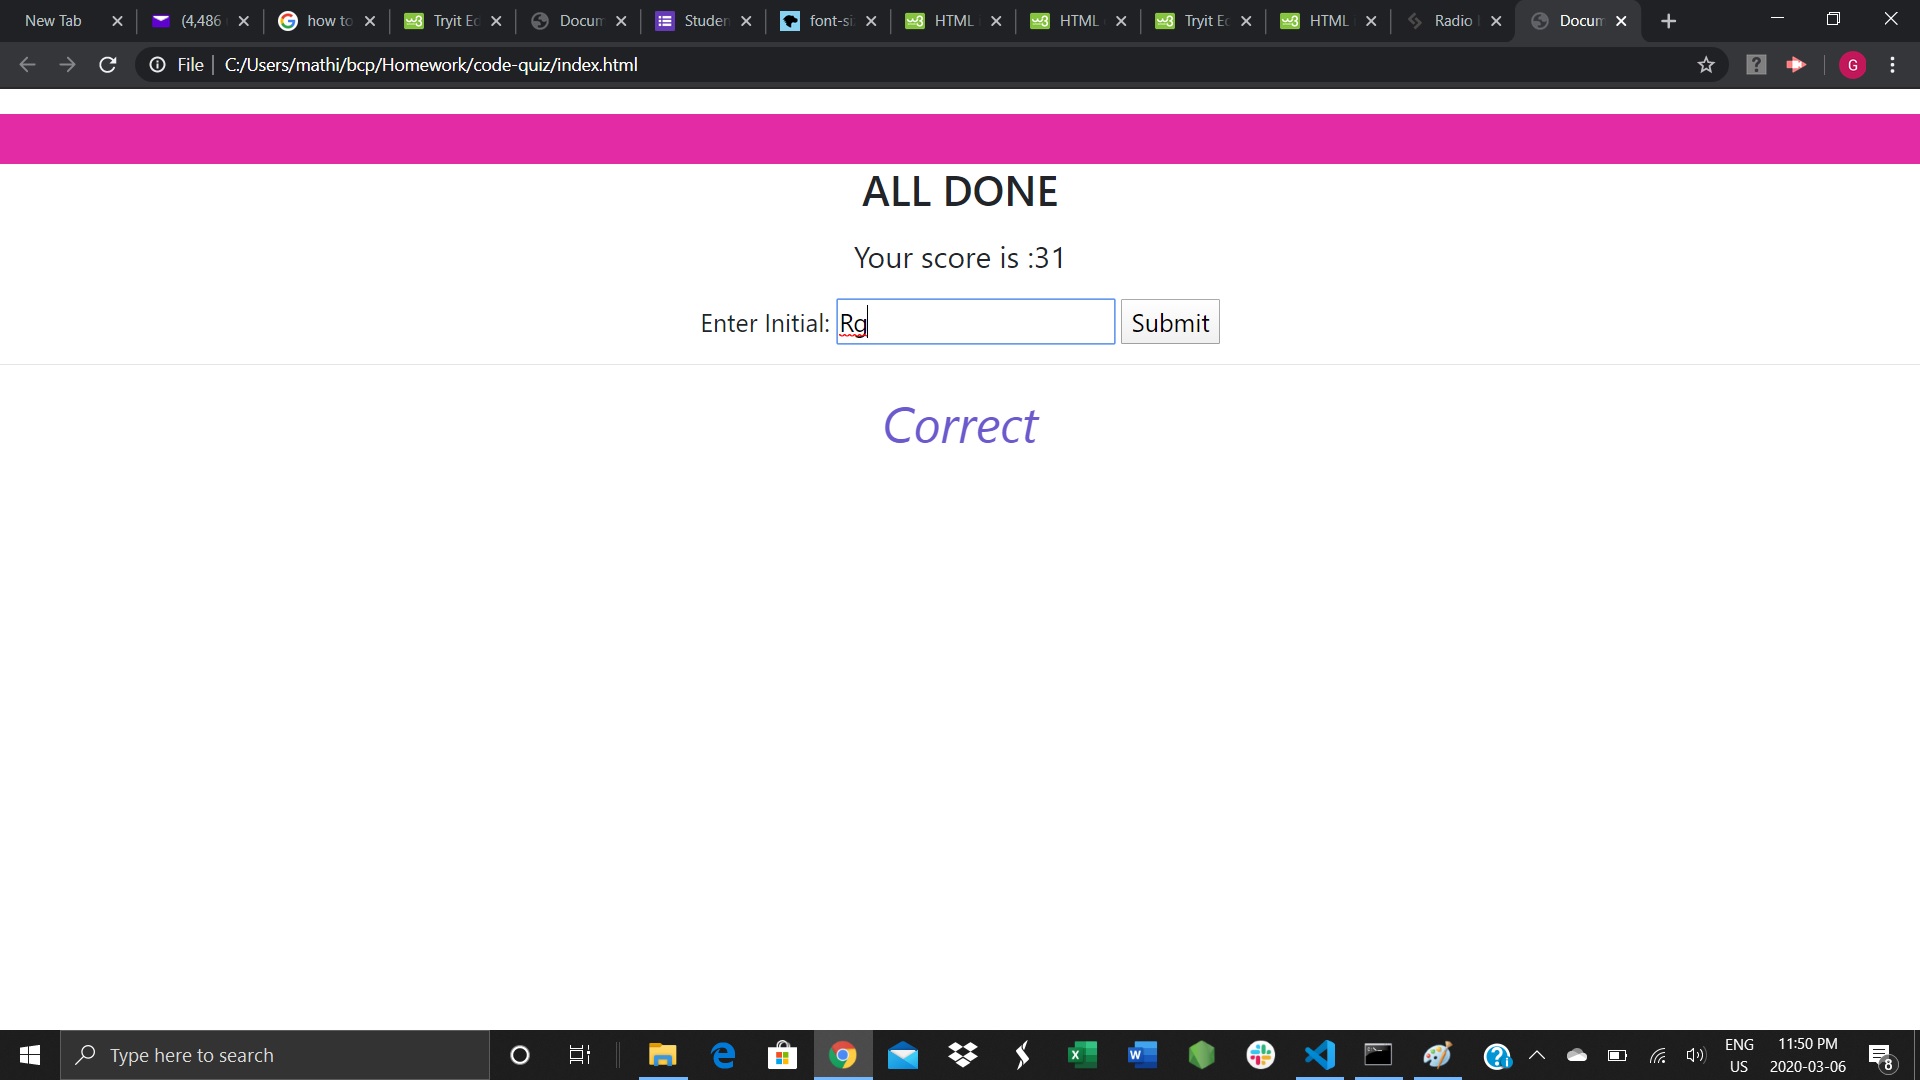 New Tab (4,486 how to Tryit Ed Docum Studen font-si HTML HTML Tryit Ed HTML Radio Docum
File C:/Users/mathi/bcp/Homework/code-quiz/index.html G
ALL DONE
Your score is :31
Enter Initial: Rg Submit
Correct
Type here to search
ENG
US
11:50 PM
2020-03-06
8